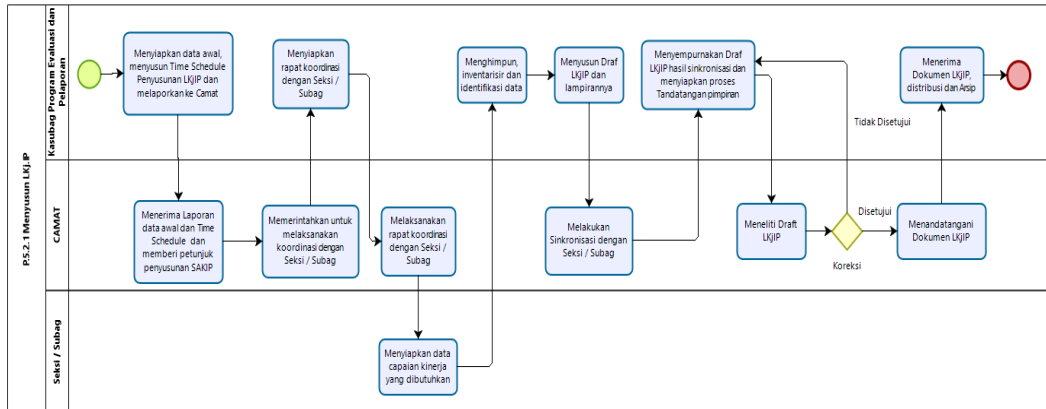 P.5.2.1 Menyusun LKj.IP
Kasubag Program Evaluasi dan
Pelaporan
Menyiapkan data awal,
menyusun Time Schedule
Penyusunan LKjIP dan
melaporkan ke Camat
Menyiapkan
rapat koordinasi
dengan Seksi /
Subag
Menghimpun,
inventarisir dan
identifikasi data
Menyusun Draf
LKjIP dan
lampirannya
Menyempurnakan Draf
LKjIP hasil sinkronisasi dan
menyiapkan proses
Tandatangan pimpinan
Menerima
Dokumen LKjIP,
distribusi dan Arsip
Tidak Disetujui
CAMAT
Menerima Laporan
data awal dan Time
Schedule dan
memberi petunjuk
penyusunan SAKIP
Memerintahkan untuk
melaksanakan
koordinasi dengan
Seksi / Subag
Melaksanakan
rapat koordinasi
dengan Seksi /
Subag
Melakukan
Sinkronisasi dengan
Seksi / Subag
Meneliti Draft
LKjIP
Koreksi
Disetujui
Menandatangani
Dokumen LKjIP
Seksi / Subag
Menyiapkan data
capaian kinerja
yang dibutuhkan